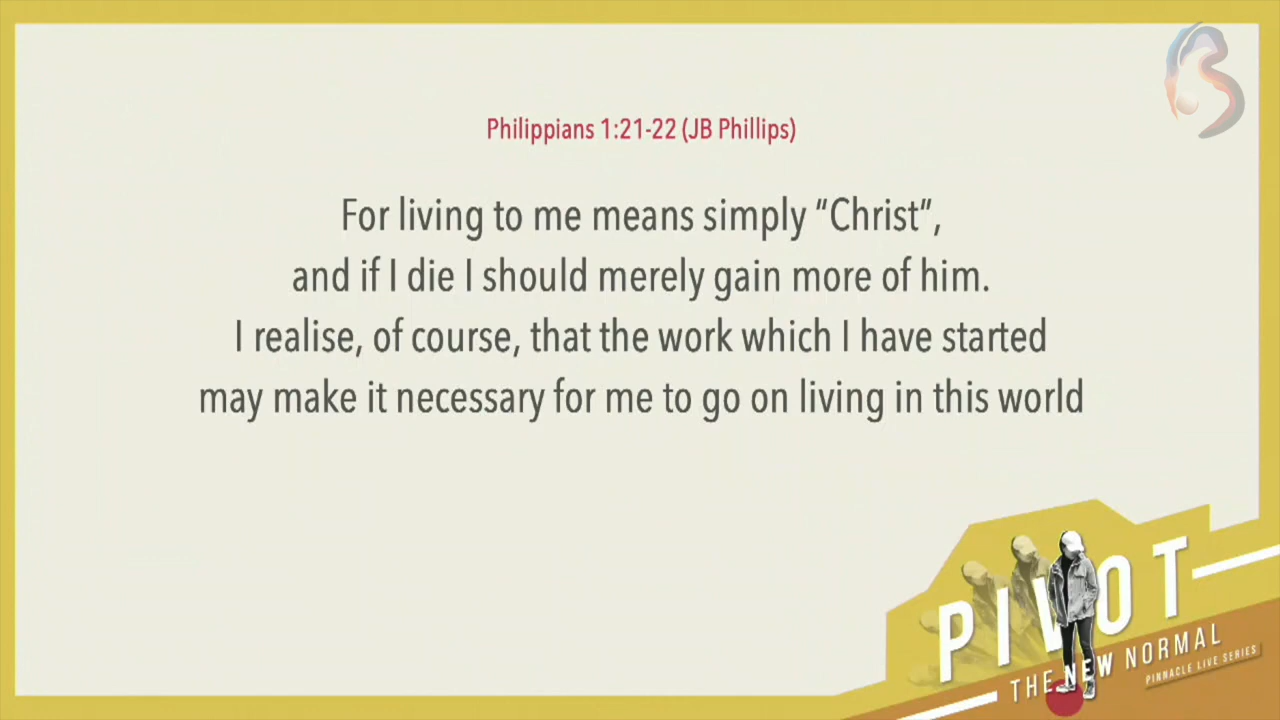 Philippians 1:21-22 (JB Phillips)
For living to me means simply “Christ”,
and if I die I should merely gain more of him.
I realise, of course, that the work which I have started
may make it necessary for me to go on living in this world
PIVOT
THE NEW NORMAL
PINNACLE LIVE SERIES